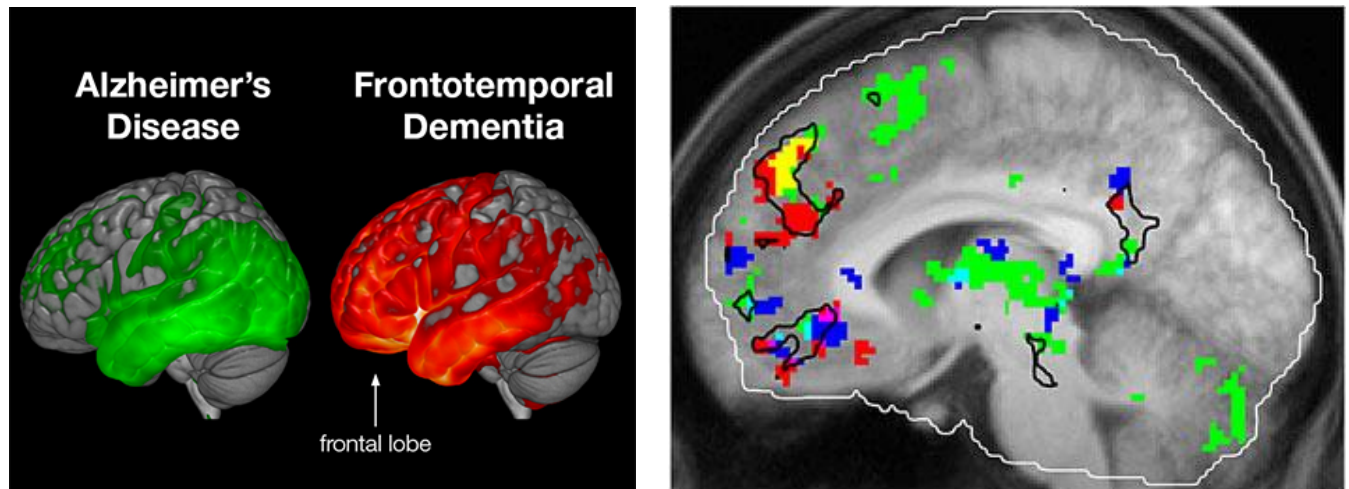 Alzheimer's
Disease
Frontotemporal
Dementia
frontal lobe